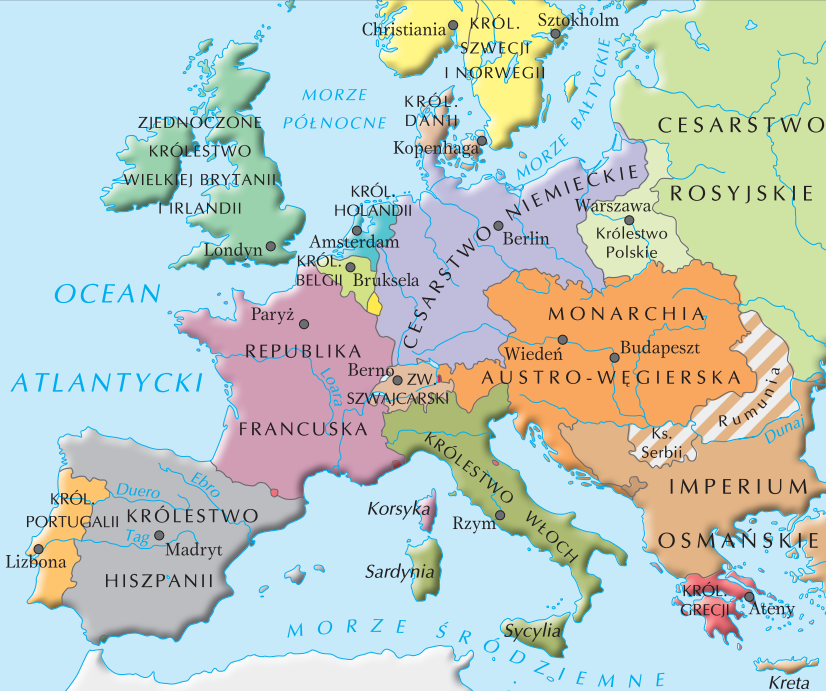 Christiania
KRÓL.
SZWECJI
I NORWEGII
Sztokholm
MORZE
PÓŁNOCNE
KRÓL.
DANII
Kopenhaga
MORZE BAŁTYCKIE
CESARSTWO
ROSYJSKIE
ZJEDNOCZONE
KRÓLESTWO
WIELKIEJ BRYTANII
I IRLANDII
Londyn
KRÓL.
HOLANDII
Amsterdam
KRÓL.
BELGII
Bruksela
CESARSTWO NIEMIECKIE
Berlin
Warszawa
Królestwo
Polskie
OCEAN
ATLANTYCKI
Paryż
REPUBLIKA
FRANCUSKA
Loara
Berno
ZW.
SZWAJCARSKI
MONARCHIA
AUSTRO-WĘGIERSKA
Wiedeń
Budapeszt
Rumunia
Ks.
Serbii
Dunaj
IMPERIUM
OSMAŃSKIE
KRÓLESTWO WŁOCH
Rzym
Korsyka
Sardynia
Sycylia
KRÓL.
PORTUGALII
Lizbona
Duero
Ebro
Tag
KRÓLESTWO
HISZPANII
Madryt
KRÓL.
GRECJI
Ateny
Kreta
MORZE ŚRÓDZIEMNE